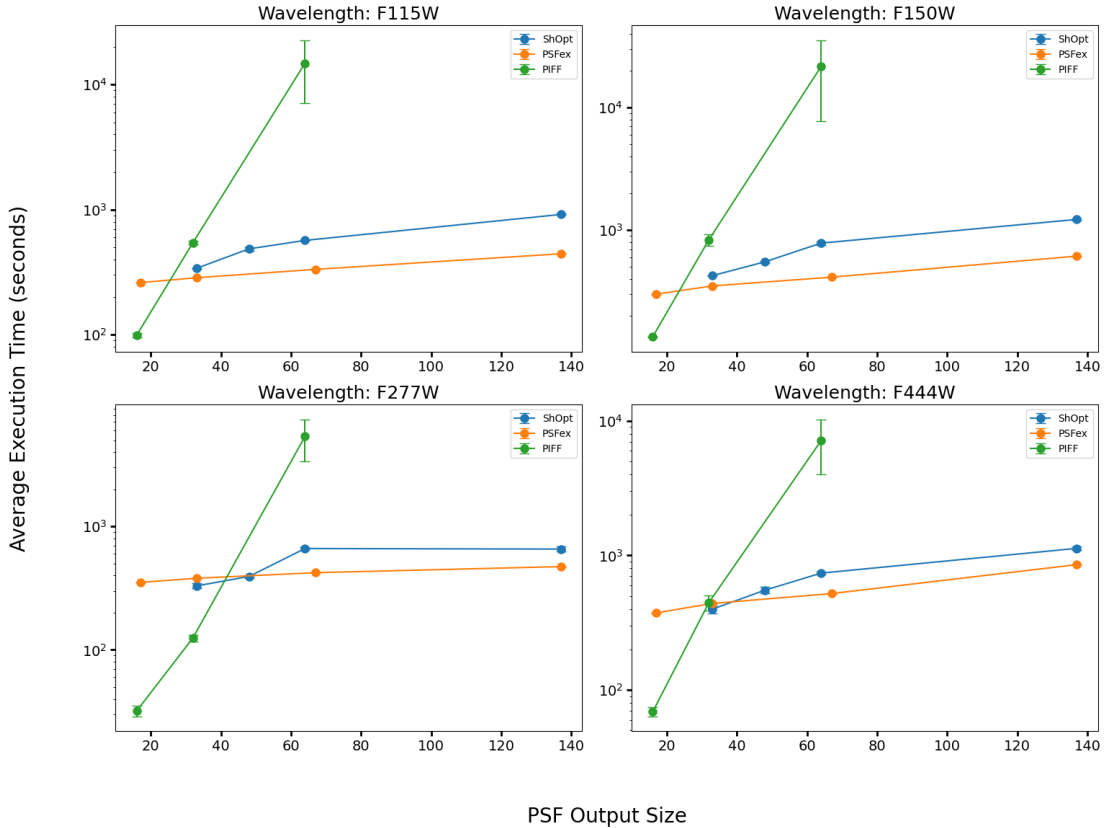 Wavelength: F115W
Wavelength: F150W
ShOpt
PSFex
PIFF
ShOpt
PSFex
PIFF
10^4
10^3
10^2
10^4
10^3
20 40 60 80 100 120 140
20 40 60 80 100 120 140
Wavelength: F277W
Wavelength: F444W
ShOpt
PSFex
PIFF
ShOpt
PSFex
PIFF
10^3
10^2
10^4
10^3
10^2
20 40 60 80 100 120 140
20 40 60 80 100 120 140
Average Execution Time (seconds)
PSF Output Size